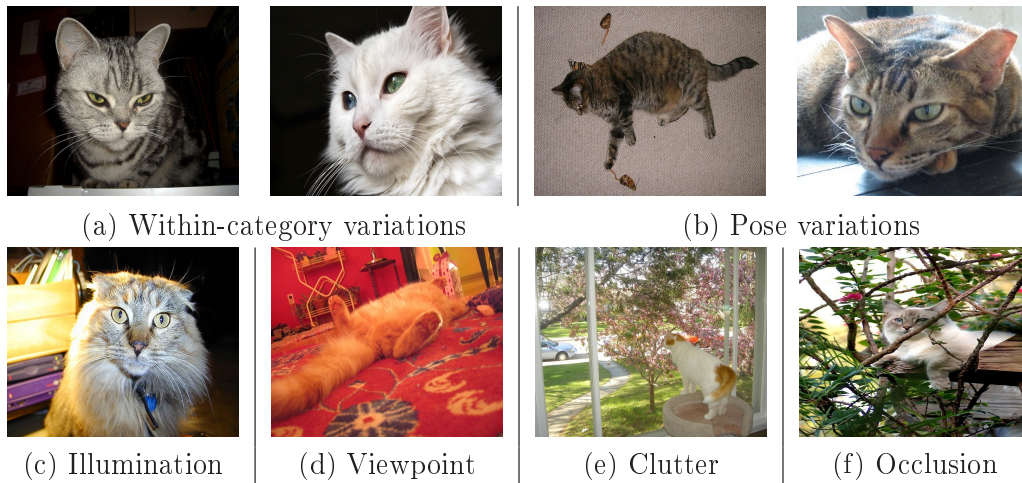 (a) Within-category variations
(b) Pose variations
(c) Illumination
(d) Viewpoint
(e) Clutter
(f) Occlusion